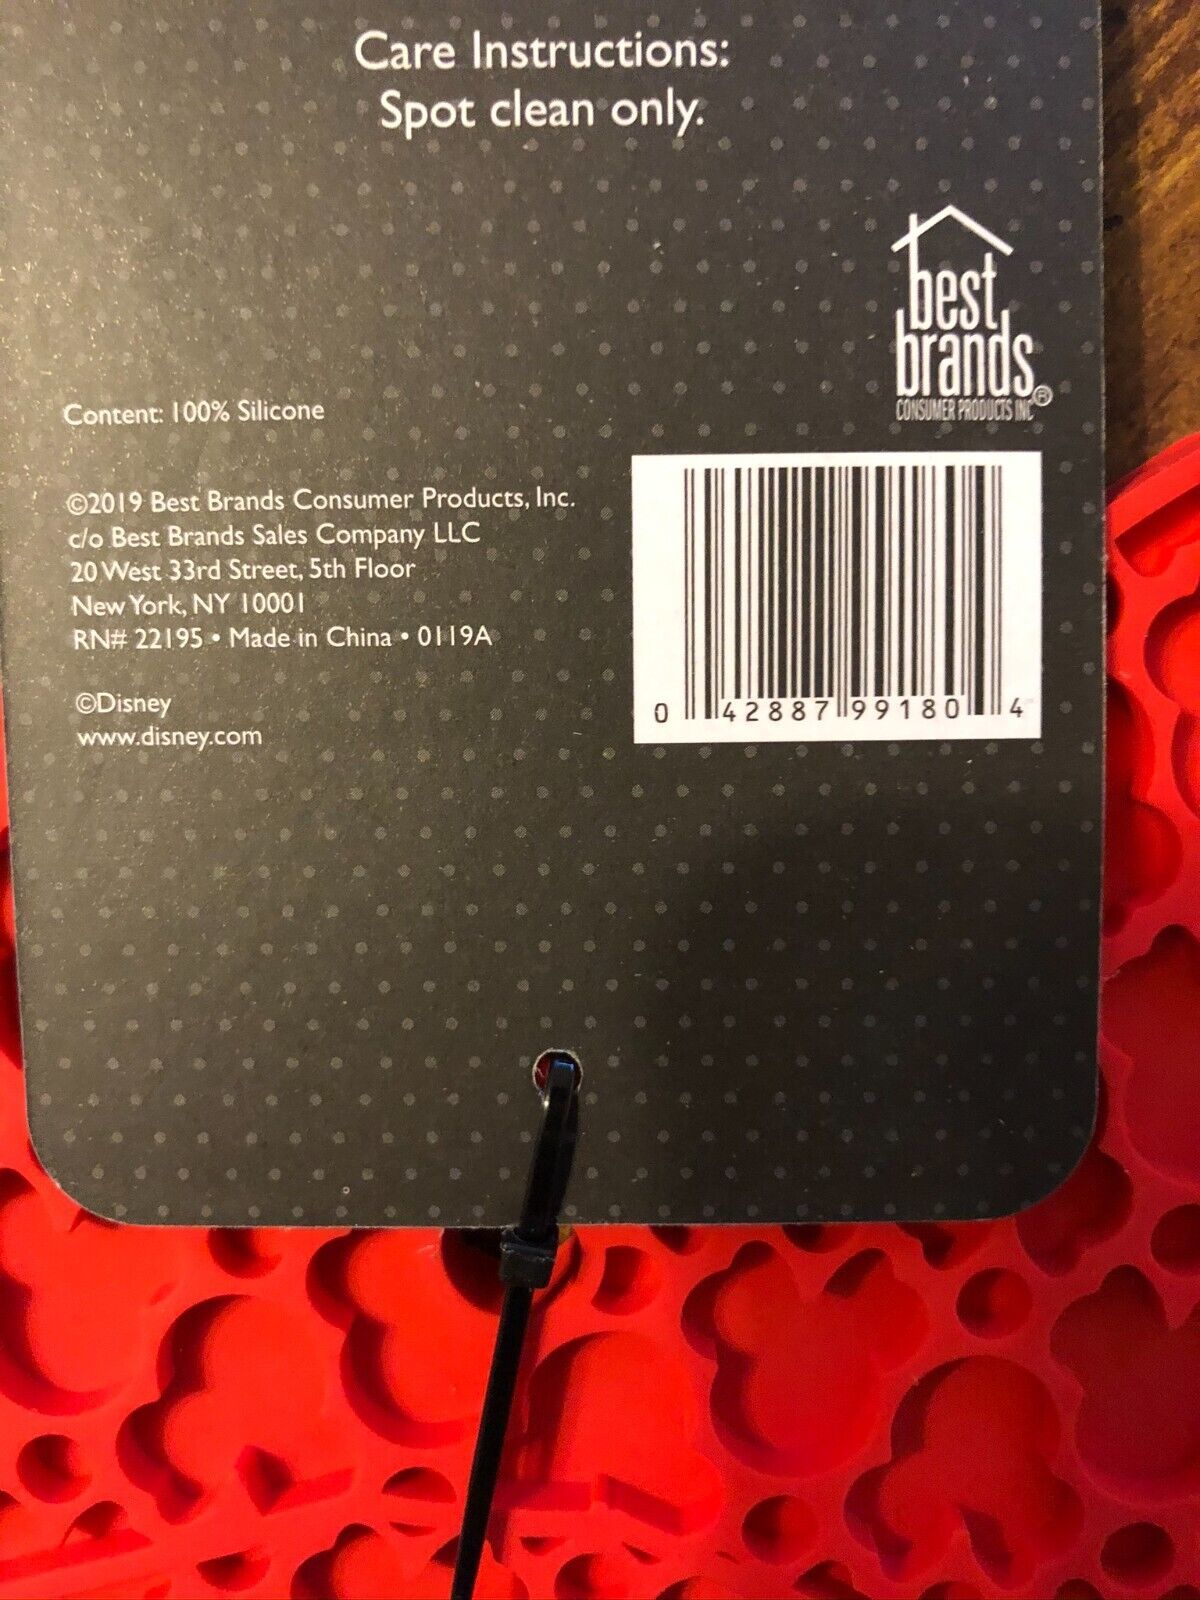 Care Instructions:
Spot clean only.
best
brands®
CONSUMER PRODUCTS INC
Content: 100% Silicone
©2019 Best Brands Consumer Products, Inc.
c/o Best Brands Sales Company LLC
20 West 33rd Street, 5th Floor
New York, NY 10001
RN# 22195 • Made in China • 0119A
©Disney
www.disney.com
0 42887 99180 4